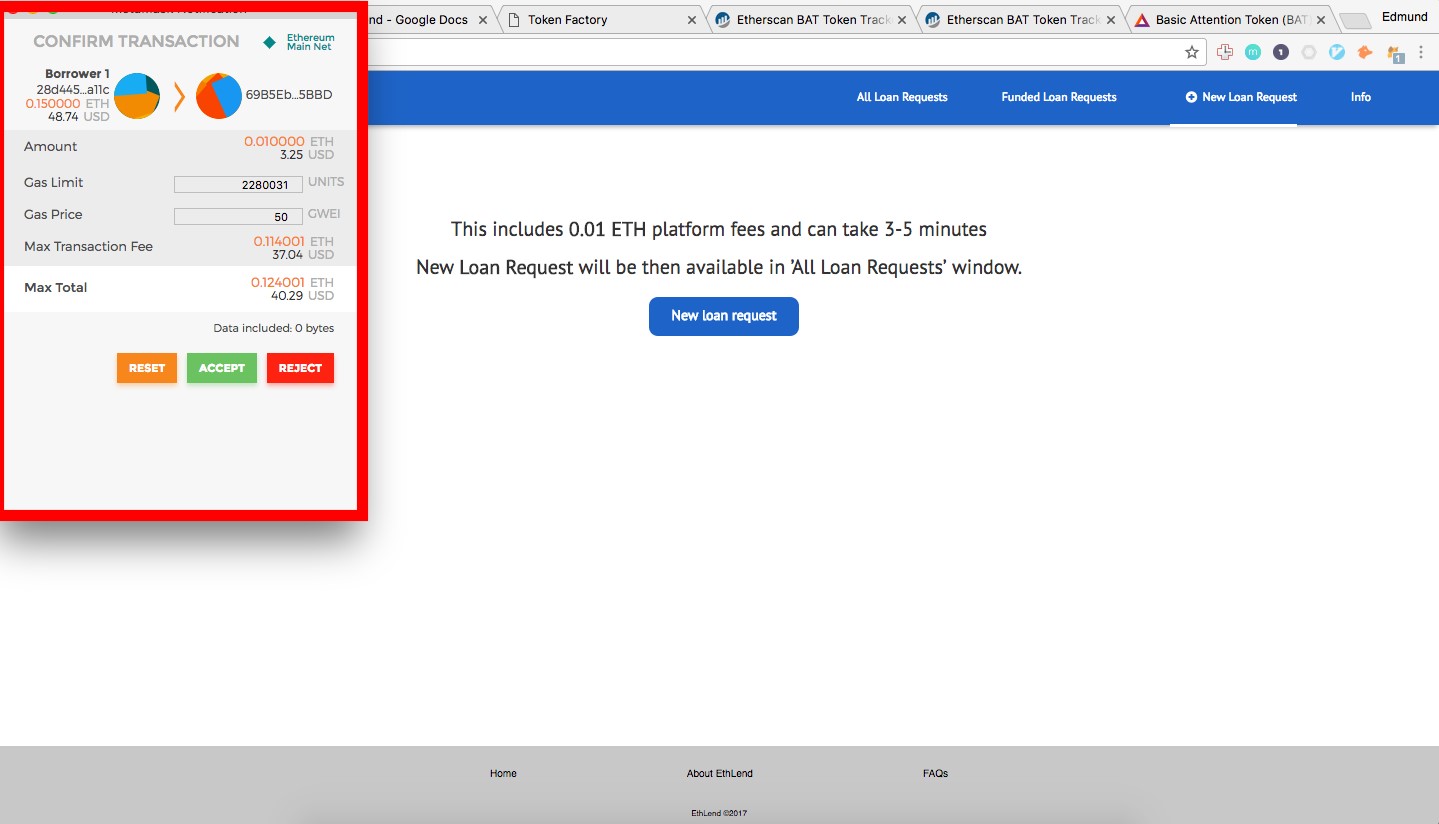 nd - Google Docs
Token Factory
Etherscan BAT Token Track
Etherscan BAT Token Track
Basic Attention Token (BAT
Edmund
CONFIRM TRANSACTION
Ethereum
Main Net
Borrower 1
28d445...a11c
0.150000 ETH
48.74 USD
69B5Eb...5BBD
Amount
0.010000 ETH
3.25 USD
Gas Limit
2280031 UNITS
Gas Price
50 GWEI
Max Transaction Fee
0.114001 ETH
37.04 USD
Max Total
0.124001 ETH
40.29 USD
Data included: 0 bytes
RESET
ACCEPT
REJECT
m
1
1
All Loan Requests
Funded Loan Requests
New Loan Request
Info
This includes 0.01 ETH platform fees and can take 3-5 minutes
New Loan Request will be then available in ’All Loan Requests’ window.
New loan request
Home
About EthLend
FAQs
EthLend ©2017